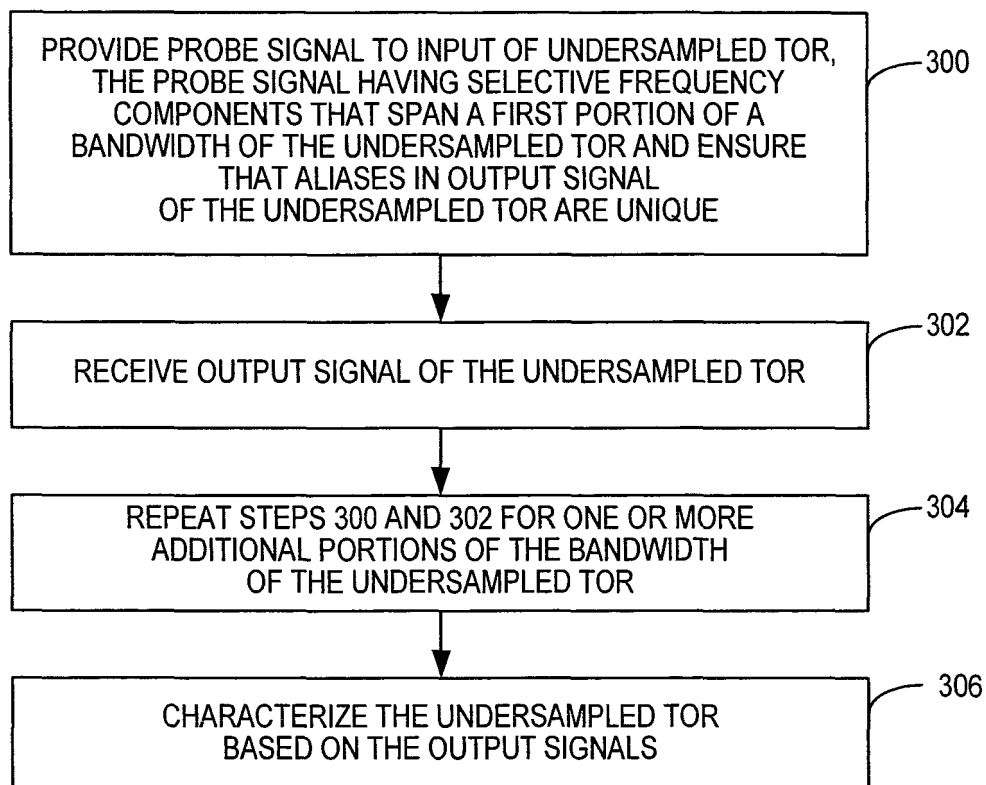 PROVIDE PROBE SIGNAL TO INPUT OF UNDERSAMPLED TOR,
THE PROBE SIGNAL HAVING SELECTIVE FREQUENCY
COMPONENTS THAT SPAN A FIRST PORTION OF A
BANDWIDTH OF THE UNDERSAMPLED TOR AND ENSURE
THAT ALIASES IN OUTPUT SIGNAL
OF THE UNDERSAMPLED TOR ARE UNIQUE
300
RECEIVE OUTPUT SIGNAL OF THE UNDERSAMPLED TOR
302
REPEAT STEPS 300 AND 302 FOR ONE OR MORE
ADDITIONAL PORTIONS OF THE BANDWIDTH
OF THE UNDERSAMPLED TOR
304
CHARACTERIZE THE UNDERSAMPLED TOR
BASED ON THE OUTPUT SIGNALS
306